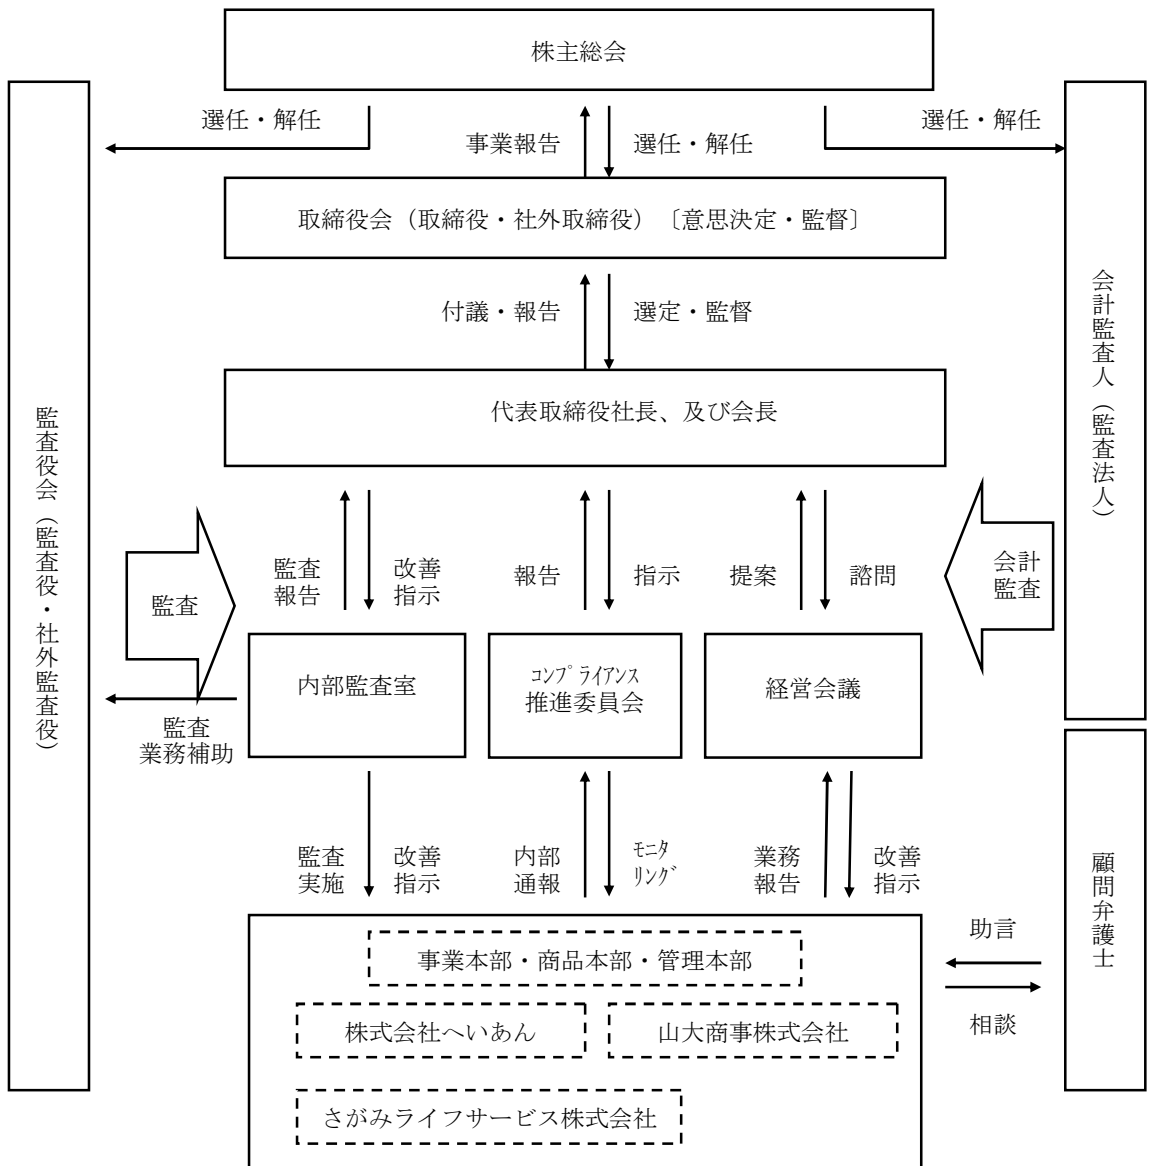 株主総会
選任・解任
事業報告
選任・解任
選任・解任
取締役会（取締役・社外取締役）〔意思決定・監督〕
付議・報告
選定・監督
代表取締役社長、及び会長
監査役会（監査役・社外監査役）
会計監査人（監査法人）
監査
監査
報告
改善
指示
報告
指示
提案
諮問
会計
監査
内部監査室
ｺﾝﾌﾟﾗｲｱﾝｽ
推進委員会
経営会議
監査
業務補助
監査
実施
改善
指示
内部
通報
ﾓﾆﾀ
ﾘﾝｸﾞ
業務
報告
改善
指示
顧問弁護士
助言
相談
事業本部・商品本部・管理本部
株式会社へいあん
山大商事株式会社
さがみライフサービス株式会社